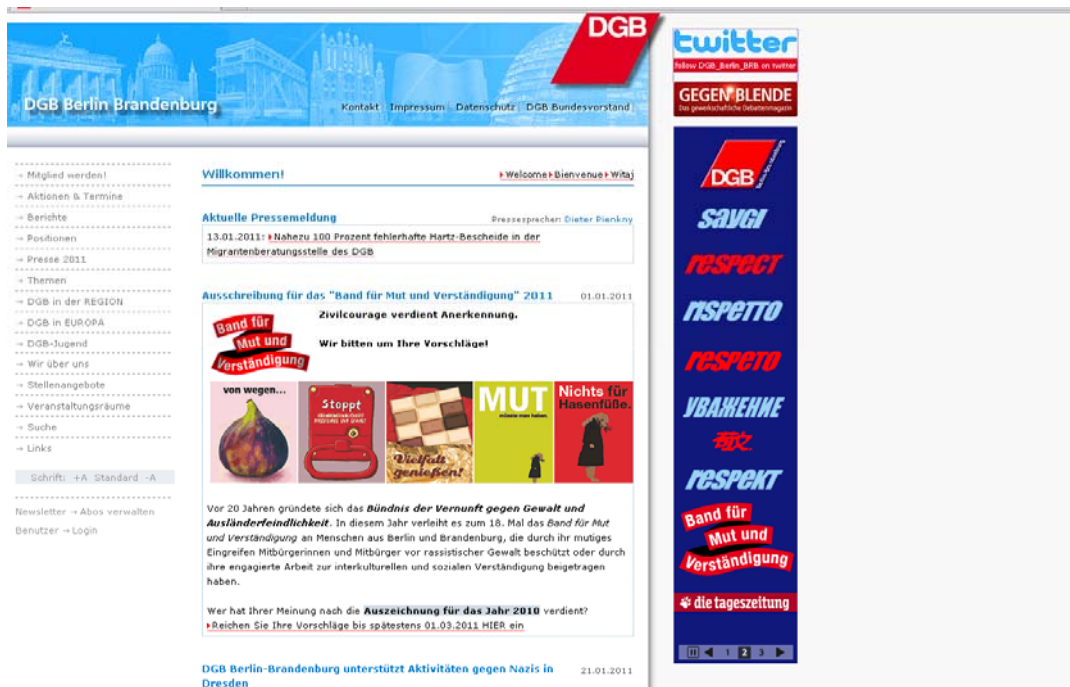 DGB
DGB Berlin Brandenburg
Kontakt Impressum Datenschutz DGB Bundesvorstand
→ Mitglied werden!
→ Aktionen & Termine
→ Berichte
→ Positionen
→ Presse 2011
→ Themen
→ DGB in der REGION
→ DGB in EUROPA
→ DGB-Jugend
→ Wir über uns
→ Stellenangebote
→ Veranstaltungsräume
→ Suche
→ Links
Schrift: +A Standard -A
Newsletter → Abos verwalten
Benutzer → Login
Willkommen! Welcome Bienvenue Witaj
Aktuelle Pressemeldung Pressesprecher: Dieter Pienkny
13.01.2011: Nahezu 100 Prozent fehlerhafte Hartz-Bescheide in der
Migrantenberatungsstelle des DGB
Ausschreibung für das "Band für Mut und Verständigung" 2011 01.01.2011
Band für
Mut und
Verständigung
Zivilcourage verdient Anerkennung.
Wir bitten um Ihre Vorschläge!
von wegen...
Stoppt
Vielfalt
genießen!
MUT
müsste man haben.
Nichts für
Hasenfüße.
Vor 20 Jahren gründete sich das Bündnis der Vernunft gegen Gewalt und
Ausländerfeindlichkeit. In diesem Jahr verleiht es zum 18. Mal das Band für Mut
und Verständigung an Menschen aus Berlin und Brandenburg, die durch ihr mutiges
Eingreifen Mitbürgerinnen und Mitbürger vor rassistischer Gewalt beschützt oder durch
ihre engagierte Arbeit zur interkulturellen und sozialen Verständigung beigetragen
haben.
Wer hat Ihrer Meinung nach die Auszeichnung für das Jahr 2010 verdient?
Reichen Sie Ihre Vorschläge bis spätestens 01.03.2011 HIER ein
DGB Berlin-Brandenburg unterstützt Aktivitäten gegen Nazis in 21.01.2011
Dresden
twitter
follow DGB_Berlin_BRB on twitter
GEGENBLENDE
Das gewerkschaftliche Debattenmagazin
DGB
saygI
respect
rispetto
respeto
УВАЖЕНИЕ
respekt
Band für
Mut und
Verständigung
die tageszeitung
1 2 3